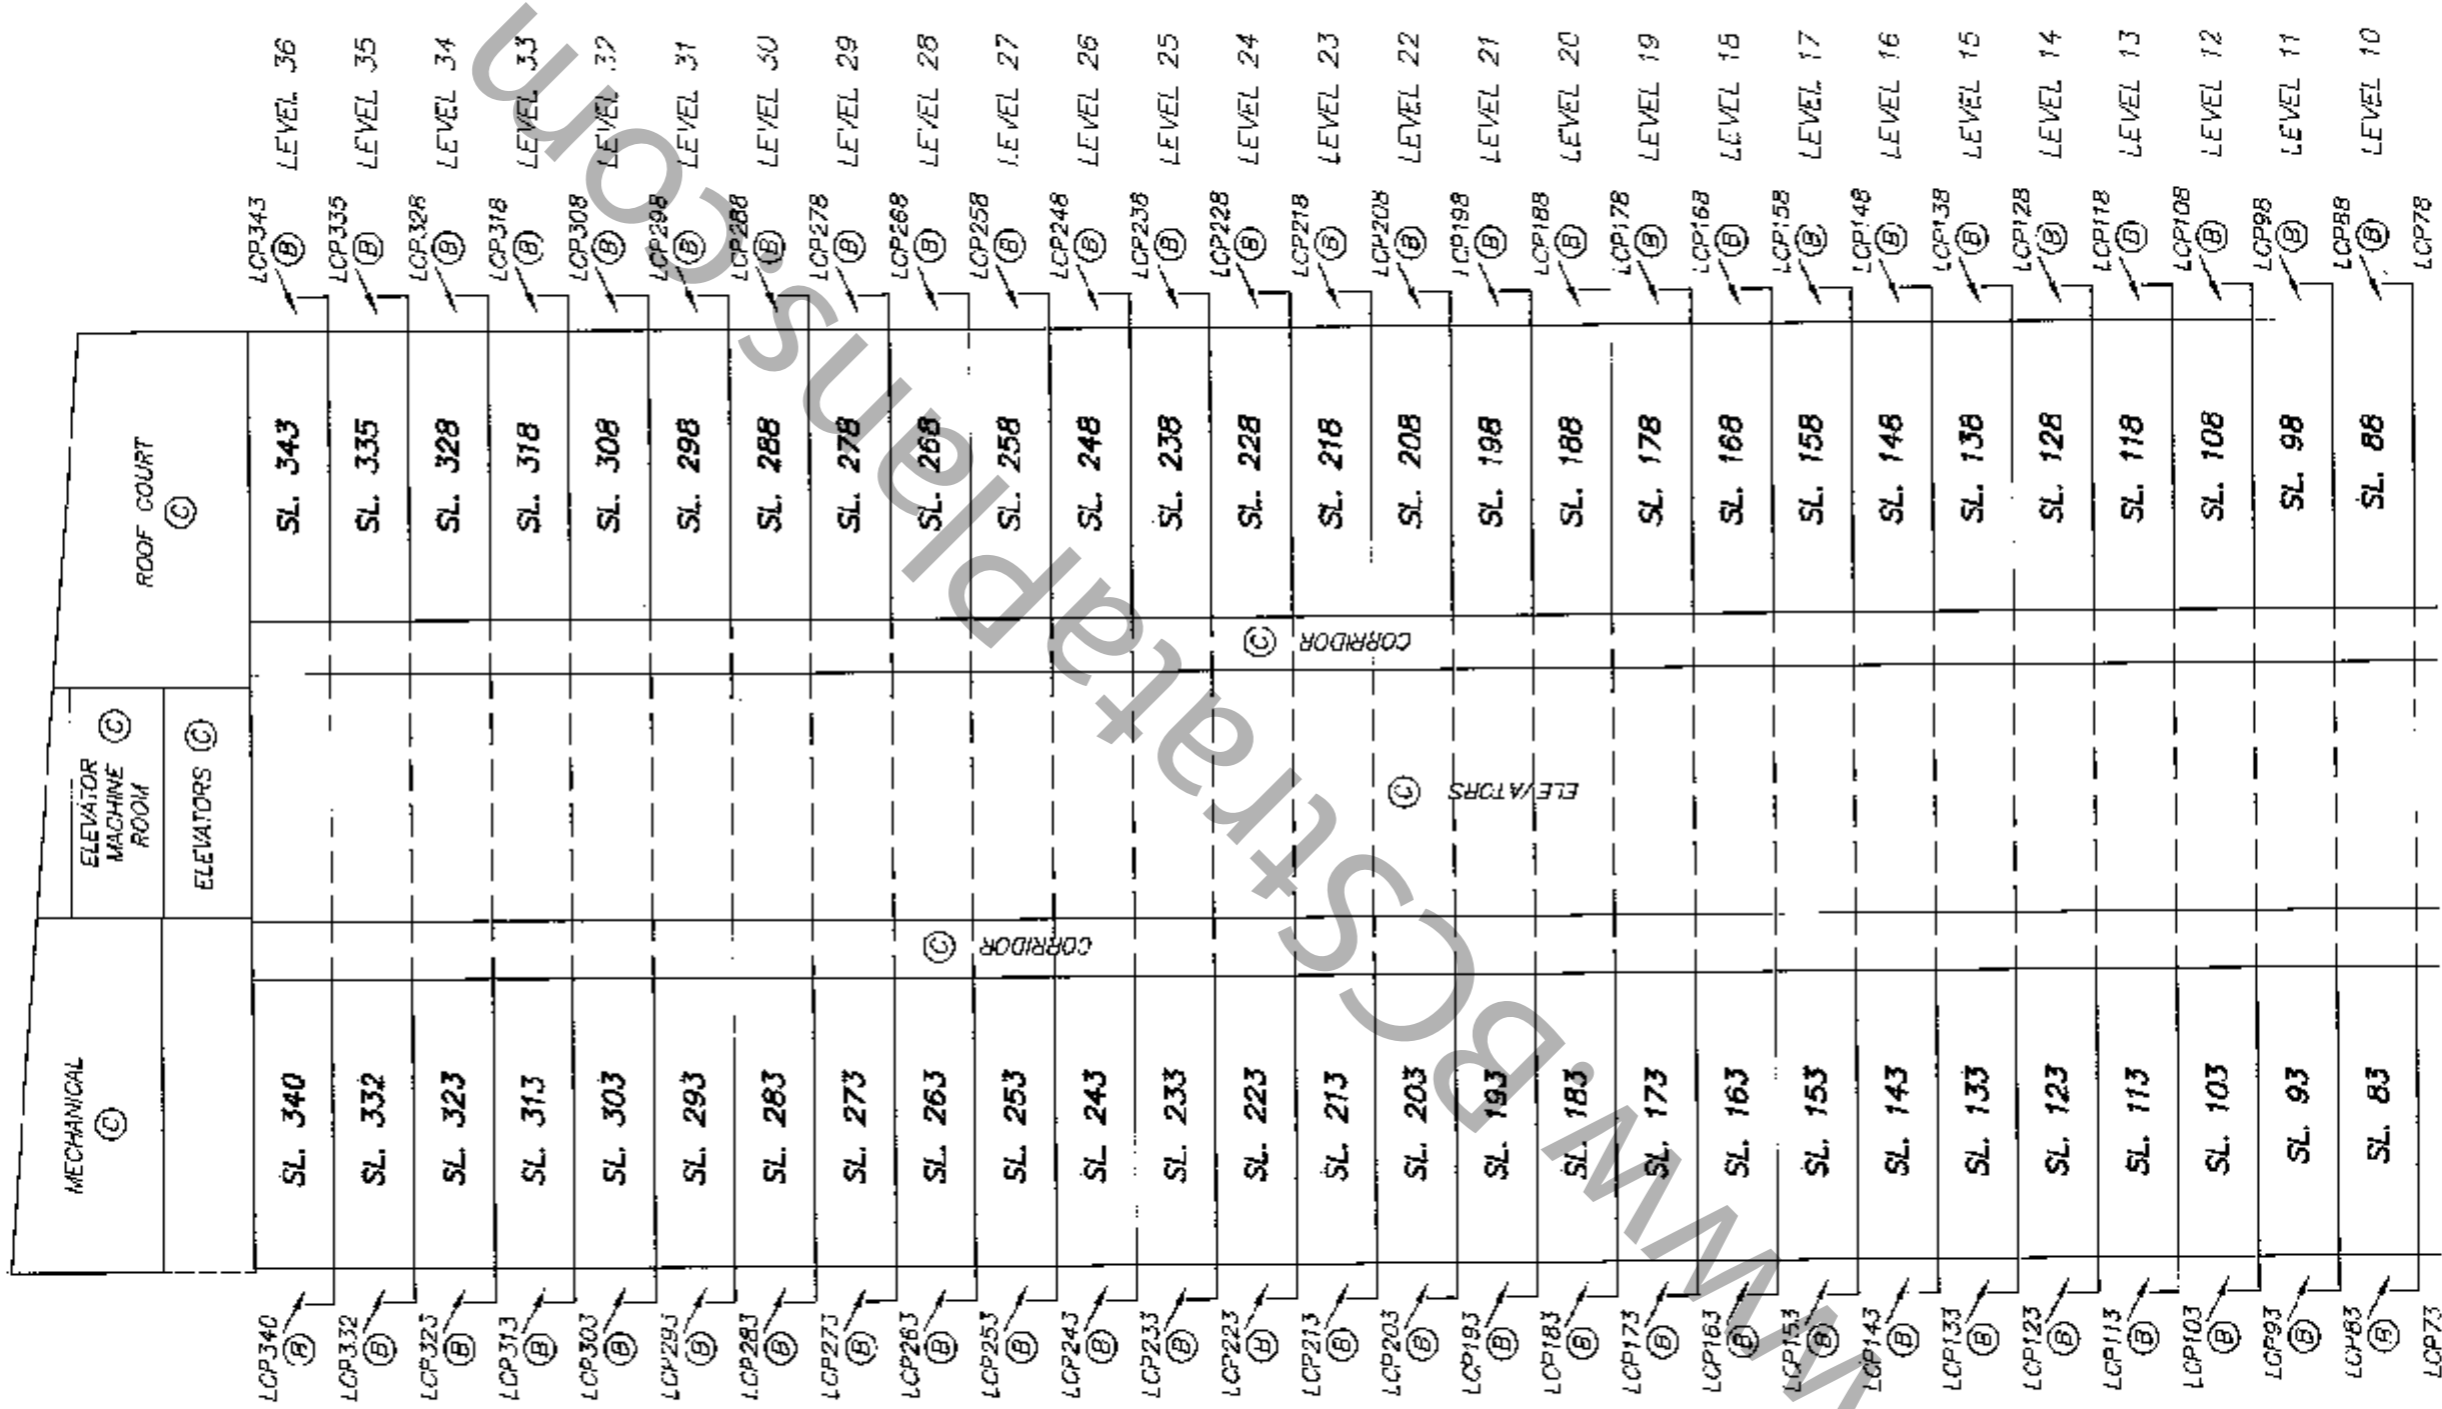 MECHANICAL Ⓒ
ELEVATOR MACHINE ROOM Ⓒ
ELEVATORS Ⓒ
ROOF COURT Ⓒ
LCP340 Ⓑ SL. 340 SL. 343 LCP343 Ⓑ LEVEL 36
LCP332 Ⓑ SL. 332 SL. 335 LCP335 Ⓑ LEVEL 35
LCP323 Ⓑ SL. 323 SL. 328 LCP328 Ⓑ LEVEL 34
LCP313 Ⓑ SL. 313 SL. 318 LCP318 Ⓑ LEVEL 33
LCP303 Ⓑ SL. 303 SL. 308 LCP308 Ⓑ LEVEL 32
LCP293 Ⓑ SL. 293 SL. 298 LCP298 Ⓑ LEVEL 31
LCP283 Ⓑ SL. 283 SL. 288 LCP288 Ⓑ LEVEL 30
LCP273 Ⓑ SL. 273 SL. 278 LCP278 Ⓑ LEVEL 29
LCP263 Ⓑ SL. 263 SL. 268 LCP268 Ⓑ LEVEL 28
Ⓒ CORRIDOR
LCP253 Ⓑ SL. 253 SL. 258 LCP258 Ⓑ LEVEL 27
LCP243 Ⓑ SL. 243 SL. 248 LCP248 Ⓑ LEVEL 26
LCP233 Ⓑ SL. 233 SL. 238 LCP238 Ⓑ LEVEL 25
LCP223 Ⓑ SL. 223 SL. 228 LCP228 Ⓑ LEVEL 24
Ⓒ CORRIDOR
LCP213 Ⓑ SL. 213 SL. 218 LCP218 Ⓑ LEVEL 23
LCP203 Ⓑ SL. 203 SL. 208 LCP208 Ⓑ LEVEL 22
Ⓒ ELEVATORS
LCP193 Ⓑ SL. 193 SL. 198 LCP198 Ⓑ LEVEL 21
LCP183 Ⓑ SL. 183 SL. 188 LCP188 Ⓑ LEVEL 20
LCP173 Ⓑ SL. 173 SL. 178 LCP178 Ⓑ LEVEL 19
LCP163 Ⓑ SL. 163 SL. 168 LCP168 Ⓑ LEVEL 18
LCP153 Ⓑ SL. 153 SL. 158 LCP158 Ⓑ LEVEL 17
LCP143 Ⓑ SL. 143 SL. 148 LCP148 Ⓑ LEVEL 16
LCP133 Ⓑ SL. 133 SL. 138 LCP138 Ⓑ LEVEL 15
LCP123 Ⓑ SL. 123 SL. 128 LCP128 Ⓑ LEVEL 14
LCP113 Ⓑ SL. 113 SL. 118 LCP118 Ⓑ LEVEL 13
LCP103 Ⓑ SL. 103 SL. 108 LCP108 Ⓑ LEVEL 12
LCP93 Ⓑ SL. 93 SL. 98 LCP98 Ⓑ LEVEL 11
LCP83 Ⓑ SL. 83 SL. 88 LCP88 Ⓑ LEVEL 10
LCP73 LCP78
www.BCStrataplans.com